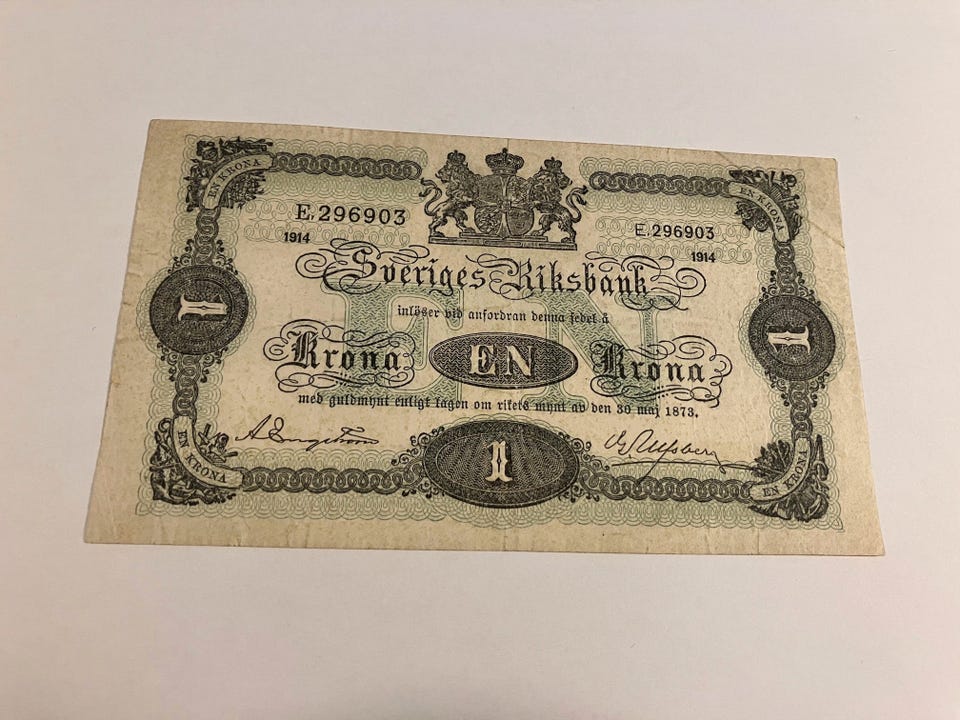 EN KRONA
EN KRONA
E.296903
E.296903
1914
1914
Sveriges Riksbank
inlöser vid anfordran denna sedel å
1
1
Krona EN Krona
med guldmynt enligt lagen om rikets mynt av den 30 maj 1873.
EN KRONA
1
EN KRONA